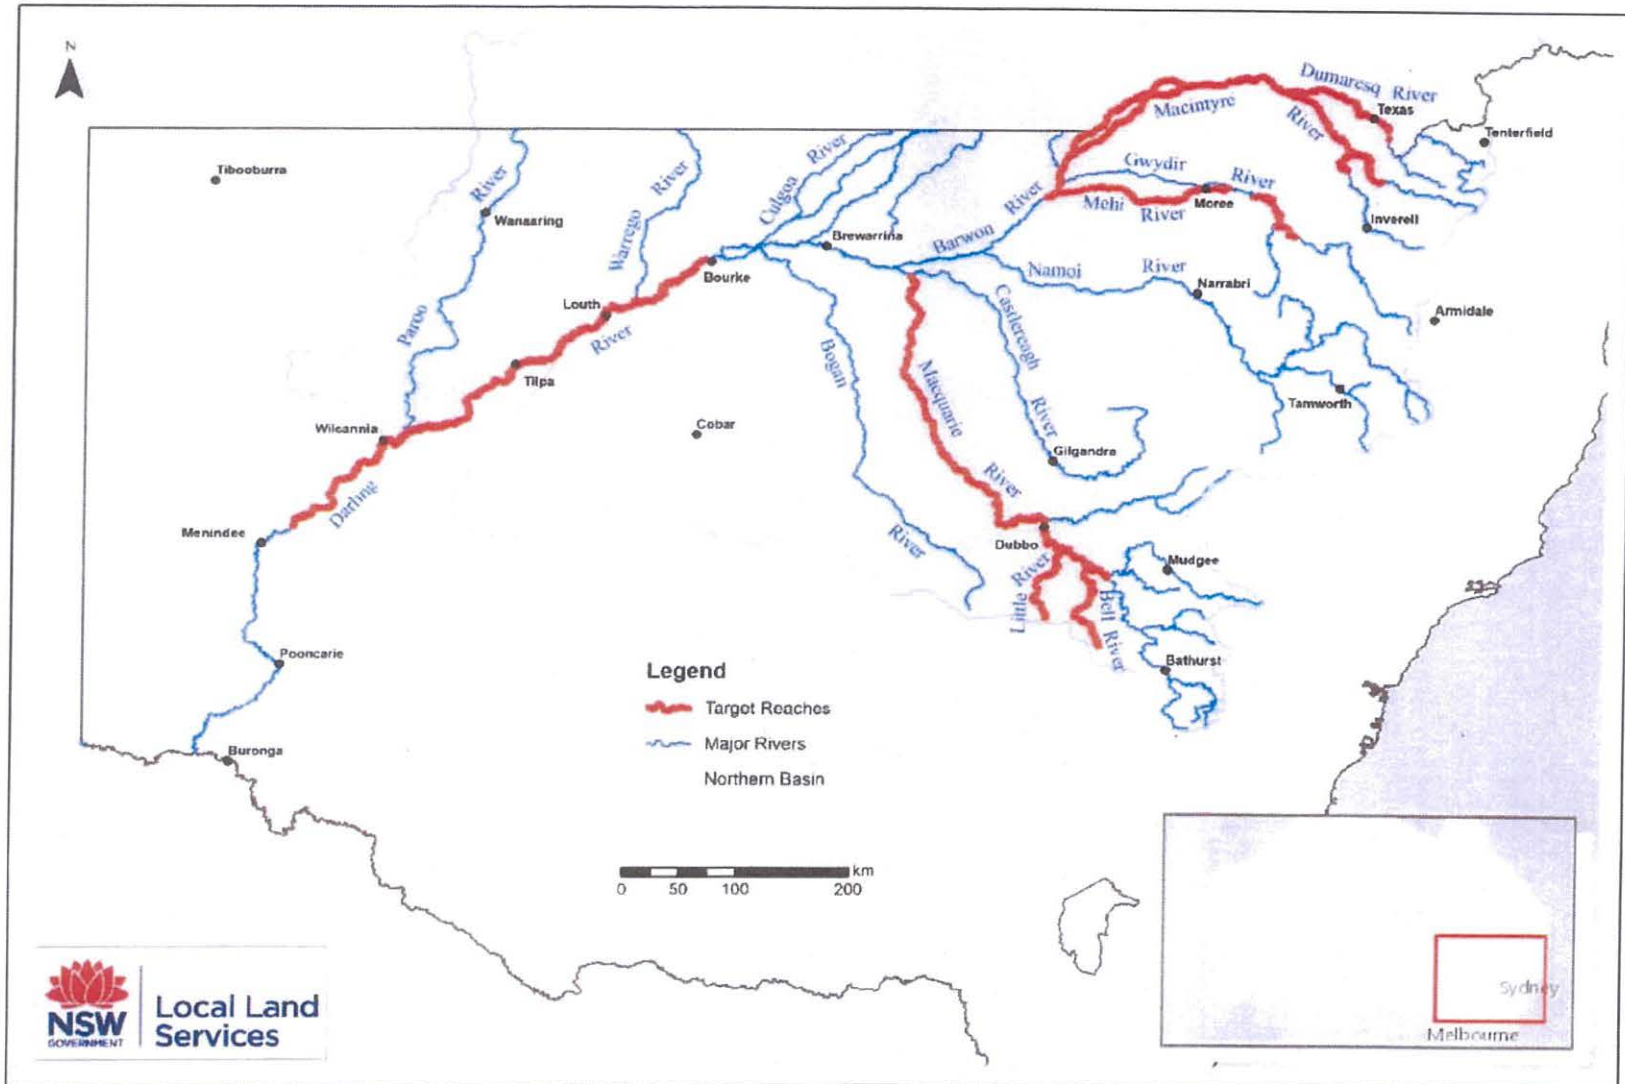 N
Dumaresq River
Texas
Macintyre
River
Tenterfield
Tibooburra
River
Wanaaring
Paroo
River
Warrego
River
Culgoa
Gwydir
River
Moree
Mehi
River
Inverell
River
Barwon
Brewarrina
Bourke
Namoi
River
Narrabri
Armidale
Louth
River
Tilpa
Castlereagh
River
Bogan
River
Macquarie
River
Tamworth
Wilcannia
Cobar
Gilgandra
Darling
Menindee
Dubbo
Little River
Bell River
Mudgee
Bathurst
Pooncarie
Buronga
Legend
Target Reaches
Major Rivers
Northern Basin
km
0 50 100 200
NSW
GOVERNMENT
Local Land
Services
Sydney
Melbourne